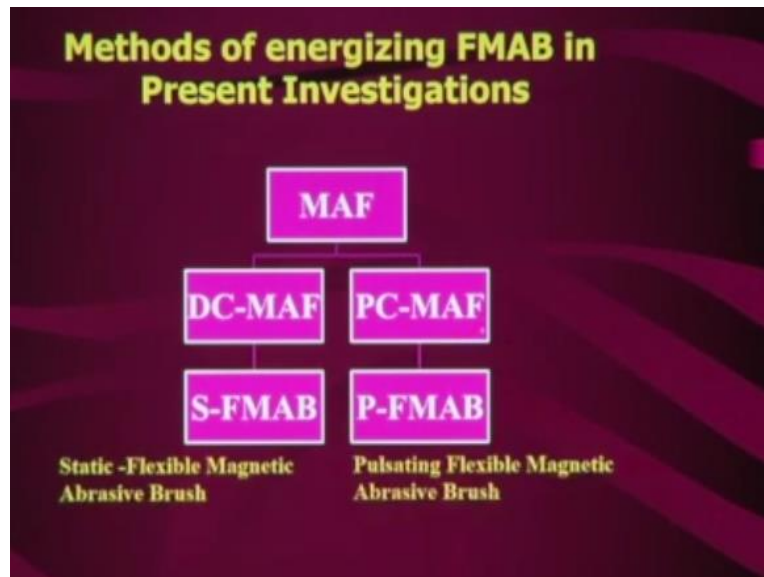 Methods of energizing FMAB in
Present Investigations
MAF
DC-MAF
PC-MAF
S-FMAB
P-FMAB
Static -Flexible Magnetic
Abrasive Brush
Pulsating Flexible Magnetic
Abrasive Brush